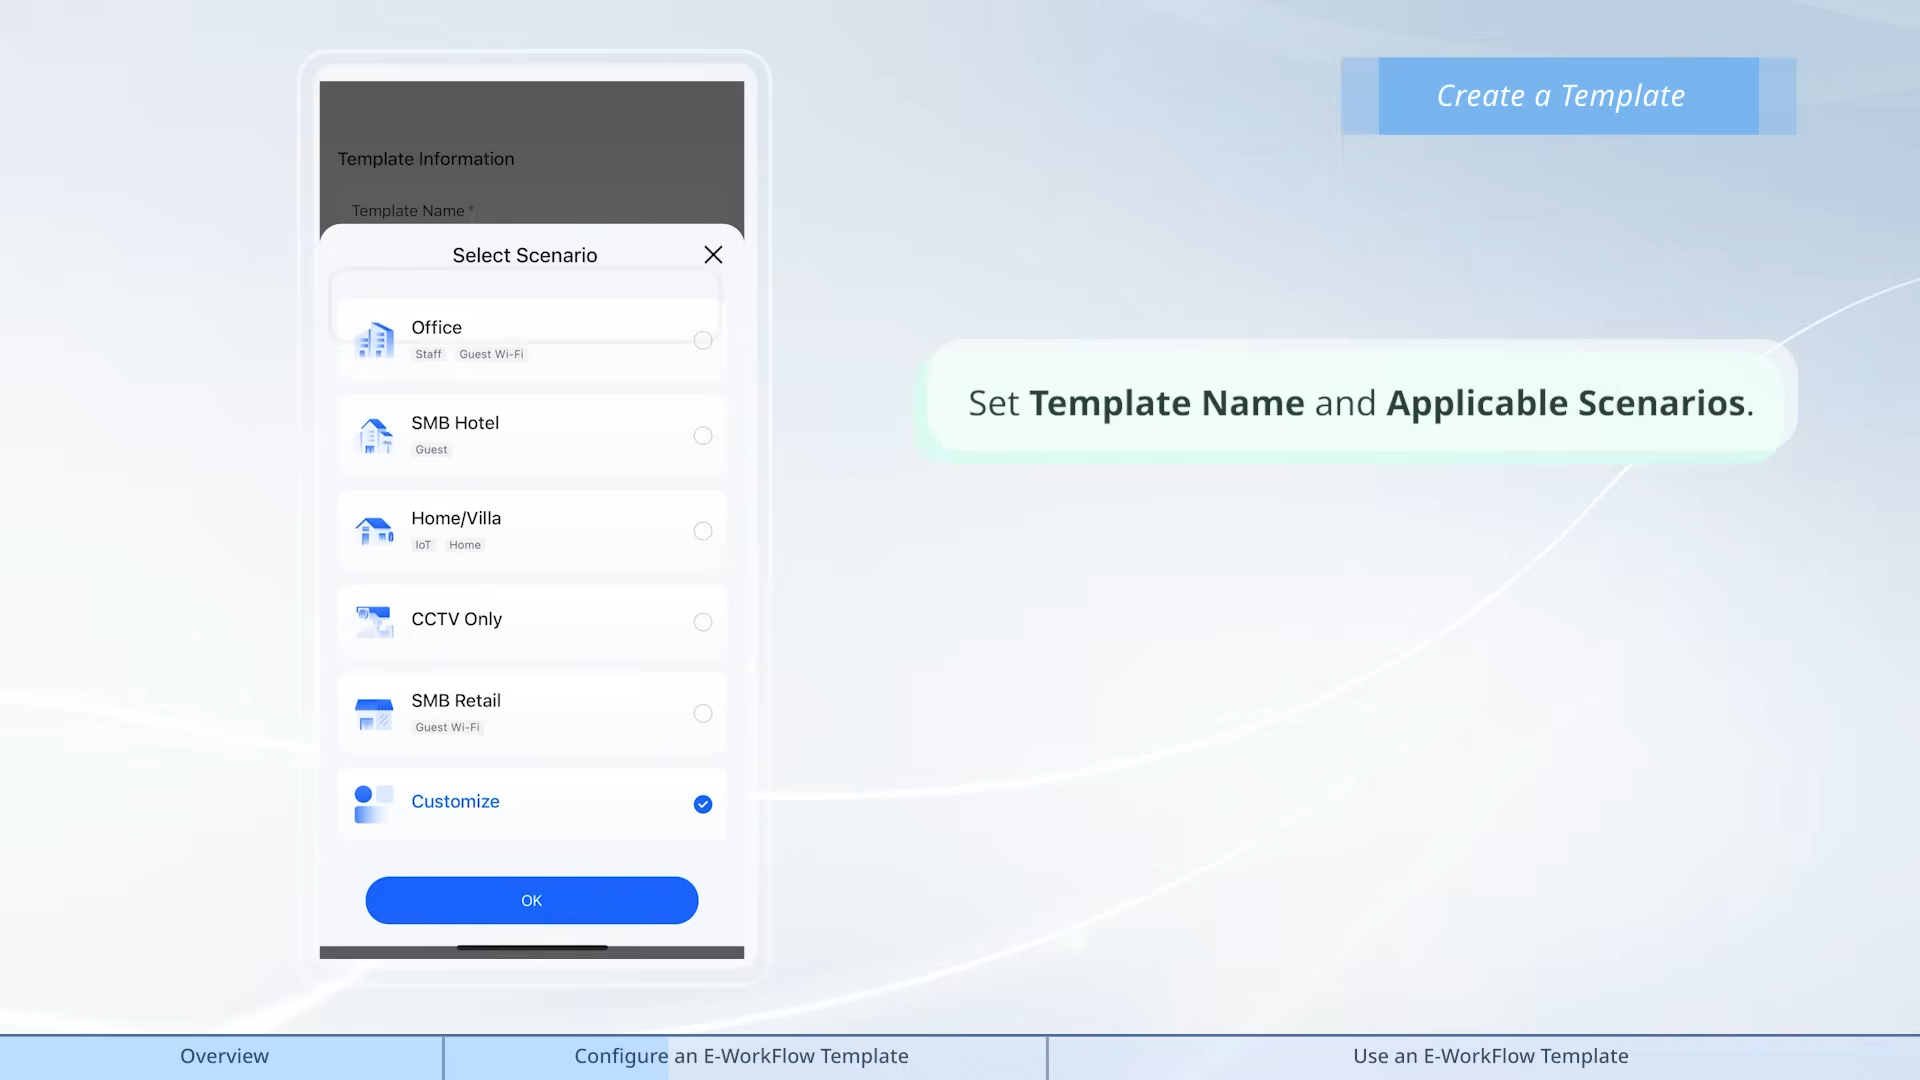 Create a Template
Template Information
Template Name *
Select Scenario
Office
Staff Guest Wi-Fi
SMB Hotel
Guest
Home/Villa
IoT Home
CCTV Only
SMB Retail
Guest Wi-Fi
Customize
OK
Set Template Name and Applicable Scenarios.
Overview
Configure an E-WorkFlow Template
Use an E-WorkFlow Template